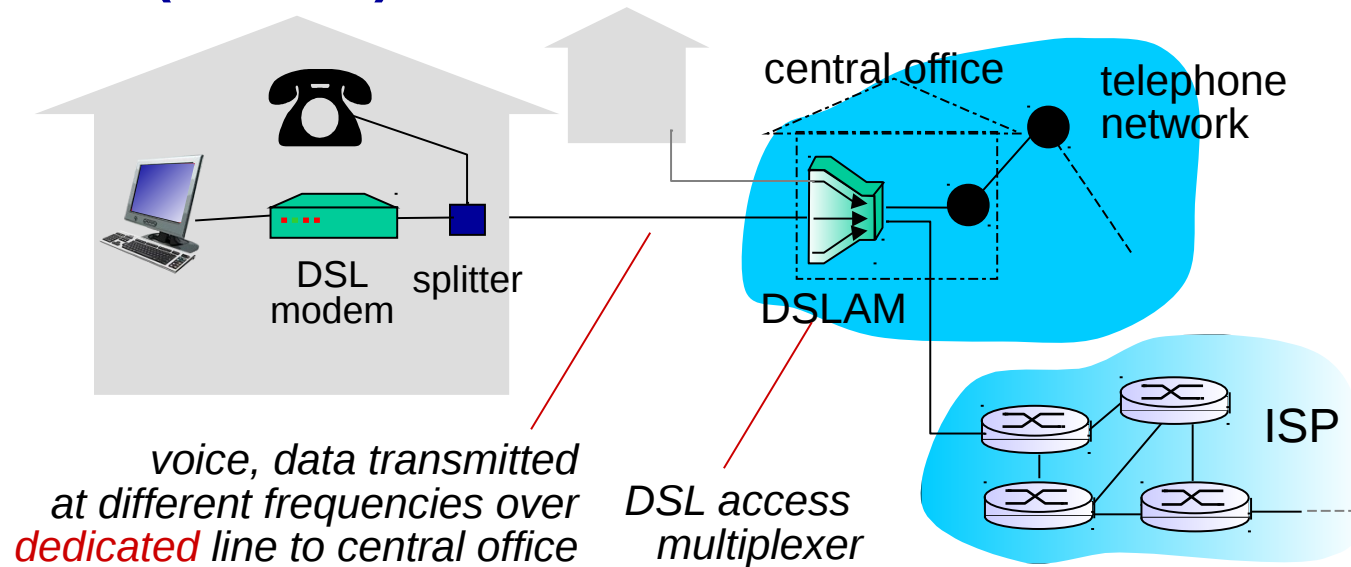 central office
telephone
network
DSL
modem
splitter
DSLAM
ISP
voice, data transmitted
at different frequencies over
dedicated line to central office
DSL access
multiplexer